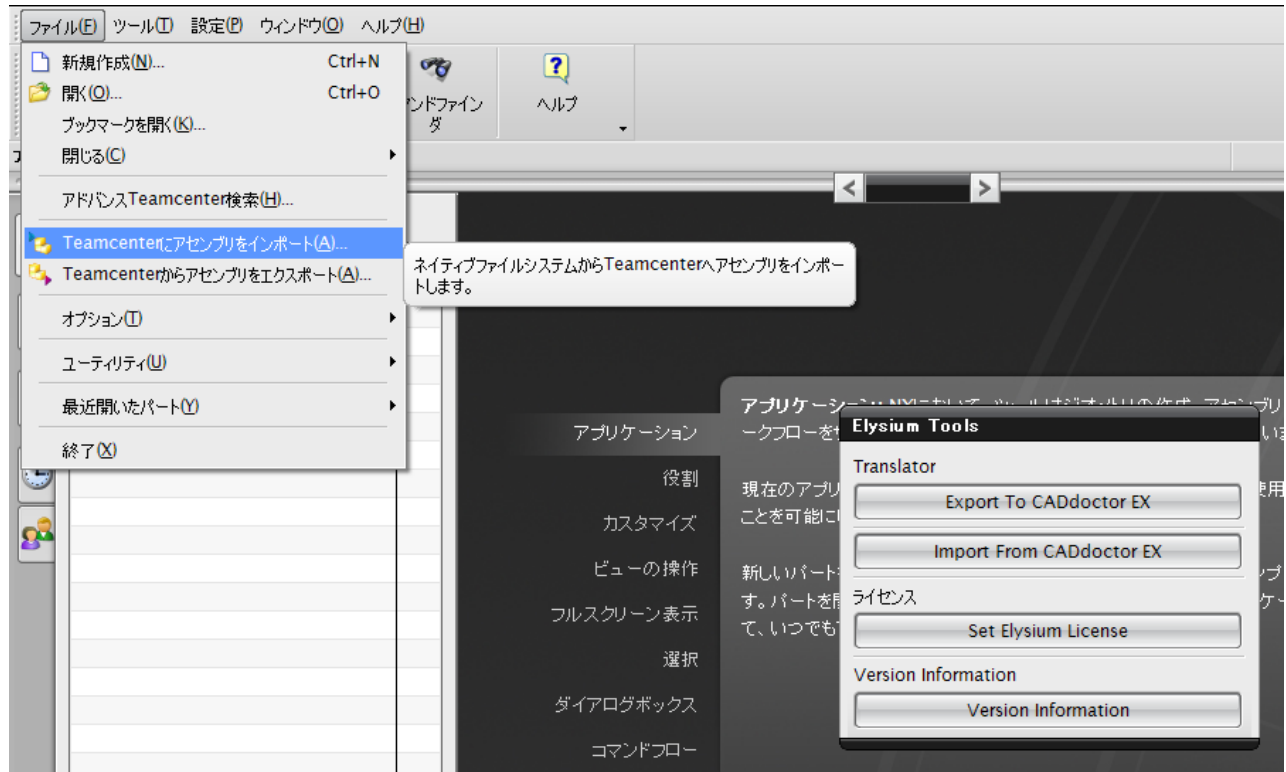 ファイル(F) ツール(T) 設定(P) ウィンドウ(O) ヘルプ(H)
新規作成(N)... Ctrl+N
開く(O)... Ctrl+O
ブックマークを開く(K)...
閉じる(C)
アドバンスTeamcenter検索(H)...
Teamcenterにアセンブリをインポート(A)...
Teamcenterからアセンブリをエクスポート(A)...
オプション(T)
ユーティリティ(U)
最近開いたパート(Y)
終了(X)
ンドファイン
ダ
ヘルプ
ネイティブファイルシステムからTeamcenterへアセンブリをインポー
トします。
アプリケーション
役割
カスタマイズ
ビューの操作
フルスクリーン表示
選択
ダイアログボックス
コマンドフロー
アプリケーション
ークフローを
現在のアプリ
ことを可能に
新しいパート
す。パートを
て、いつでも
Elysium Tools
Translator
Export To CADdoctor EX
Import From CADdoctor EX
ライセンス
Set Elysium License
Version Information
Version Information